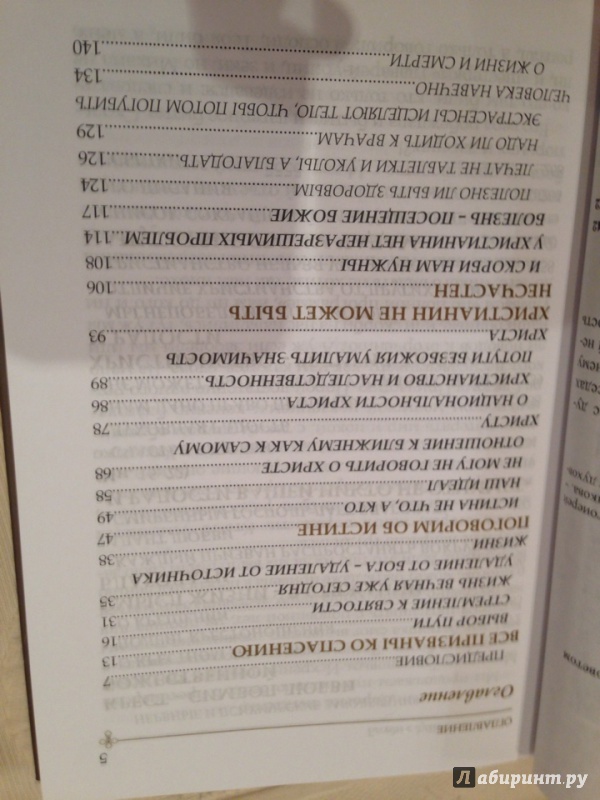 5
ОГЛАВЛЕНИЕ
Оглавление
ПРЕДИСЛОВИЕ 7
ВСЕ ПРИЗВАНЫ КО СПАСЕНИЮ 13
ВЫБОР ПУТИ 16
СТРЕМЛЕНИЕ К СВЯТОСТИ 31
ЖИЗНЬ ВЕЧНАЯ УЖЕ СЕГОДНЯ 35
УДАЛЕНИЕ ОТ БОГА – УДАЛЕНИЕ ОТ ИСТОЧНИКА
ЖИЗНИ 38
ПОГОВОРИМ ОБ ИСТИНЕ 47
ИСТИНА НЕ ЧТО, А КТО 49
НАШ ИДЕАЛ 58
НЕ МОГУ НЕ ГОВОРИТЬ О ХРИСТЕ 68
ОТНОШЕНИЕ К БЛИЖНЕМУ КАК К САМОМУ
ХРИСТУ 78
О НАЦИОНАЛЬНОСТИ ХРИСТА 86
ХРИСТИАНСТВО И НАСЛЕДСТВЕННОСТЬ 89
ПОТУГИ БЕЗБОЖИЯ УМАЛИТЬ ЗНАЧИМОСТЬ
ХРИСТА 93
ХРИСТИАНИН НЕ МОЖЕТ БЫТЬ
НЕСЧАСТЕН 106
И СКОРБИ НАМ НУЖНЫ 108
У ХРИСТИАНИНА НЕТ НЕРАЗРЕШИМЫХ ПРОБЛЕМ 114
БОЛЕЗНЬ – ПОСЕЩЕНИЕ БОЖИЕ 117
ПОЛЕЗНО ЛИ БЫТЬ ЗДОРОВЫМ 124
ЛЕЧАТ НЕ ТАБЛЕТКИ И УКОЛЫ, А БЛАГОДАТЬ 126
НАДО ЛИ ХОДИТЬ К ВРАЧАМ 129
ЭКСТРАСЕНСЫ ИСЦЕЛЯЮТ ТЕЛО, ЧТОБЫ ПОТОМ ПОГУБИТЬ
ЧЕЛОВЕКА НАВЕЧНО 134
О ЖИЗНИ И СМЕРТИ 140
Лабиринт.ру